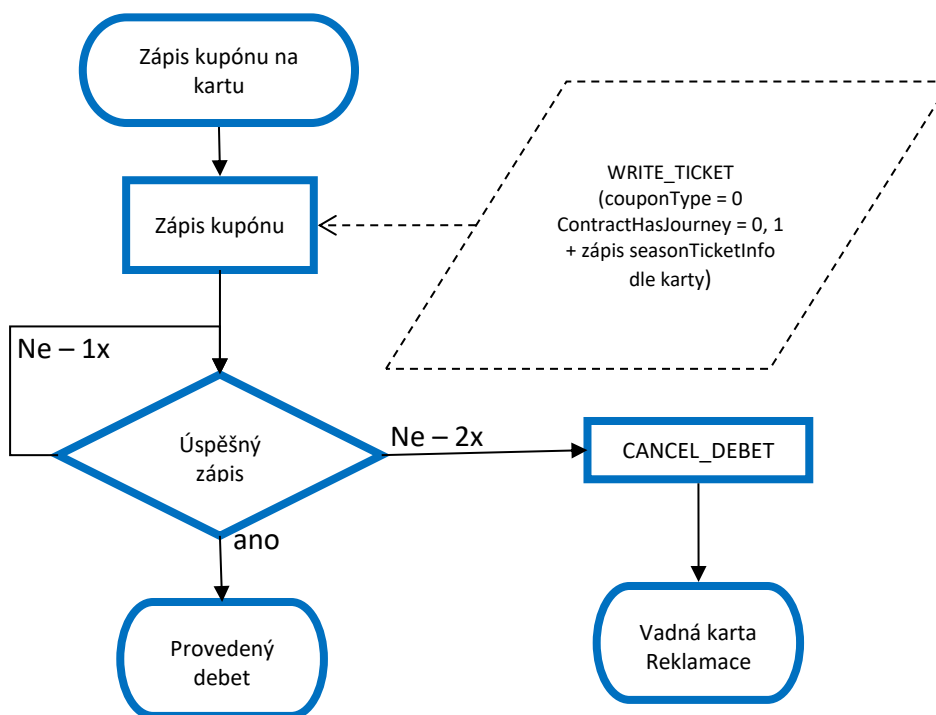 Zápis kupónu na
kartu
WRITE_TICKET
(couponType = 0
ContractHasJourney = 0, 1
+ zápis seasonTicketInfo
dle karty)
Zápis kupónu
Ne – 1x
Úspěšný
zápis
Ne – 2x
CANCEL_DEBET
ano
Provedený
debet
Vadná karta
Reklamace